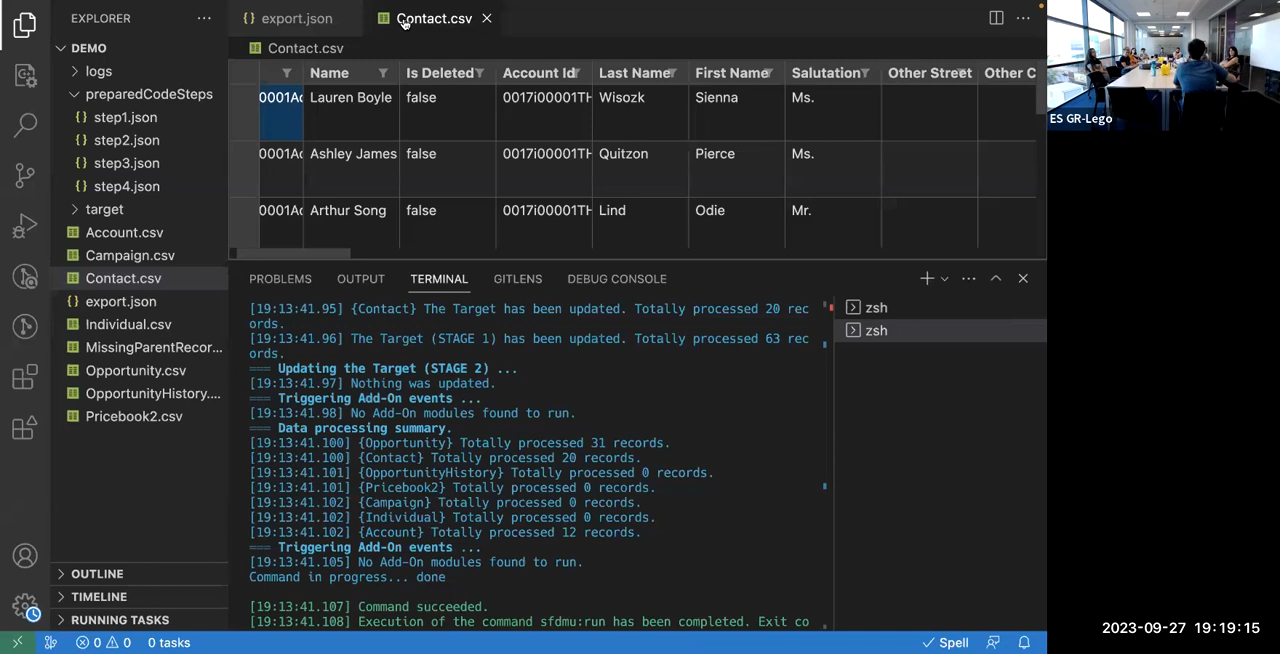 EXPLORER
···
export.json
Contact.csv
DEMO
logs
preparedCodeSteps
step1.json
step2.json
step3.json
step4.json
target
Account.csv
Campaign.csv
Contact.csv
export.json
Individual.csv
MissingParentRecor...
Opportunity.csv
OpportunityHistory....
Pricebook2.csv
OUTLINE
TIMELINE
RUNNING TASKS
Contact.csv
Name Is Deleted Account Id Last Name First Name Salutation Other Street Other C
0001Ac Lauren Boyle false 0017i00001TH Wisozk Sienna Ms.
0001Ac Ashley James false 0017i00001TH Quitzon Pierce Ms.
0001Ac Arthur Song false 0017i00001TH Lind Odie Mr.
PROBLEMS OUTPUT TERMINAL GITLENS DEBUG CONSOLE
[19:13:41.95] {Contact} The Target has been updated. Totally processed 20 rec
ords.
[19:13:41.96] The Target (STAGE 1) has been updated. Totally processed 63 rec
ords.
=== Updating the Target (STAGE 2) ...
[19:13:41.97] Nothing was updated.
=== Triggering Add-On events ...
[19:13:41.98] No Add-On modules found to run.
=== Data processing summary.
[19:13:41.100] {Opportunity} Totally processed 31 records.
[19:13:41.100] {Contact} Totally processed 20 records.
[19:13:41.101] {OpportunityHistory} Totally processed 0 records.
[19:13:41.101] {Pricebook2} Totally processed 0 records.
[19:13:41.102] {Campaign} Totally processed 0 records.
[19:13:41.102] {Individual} Totally processed 0 records.
[19:13:41.102] {Account} Totally processed 12 records.
=== Triggering Add-On events ...
[19:13:41.105] No Add-On modules found to run.
Command in progress... done
[19:13:41.107] Command succeeded.
[19:13:41.108] Execution of the command sfdmu:run has been completed. Exit co
zsh
zsh
0 0 0 tasks
Spell
ES GR-Lego
2023-09-27 19:19:15